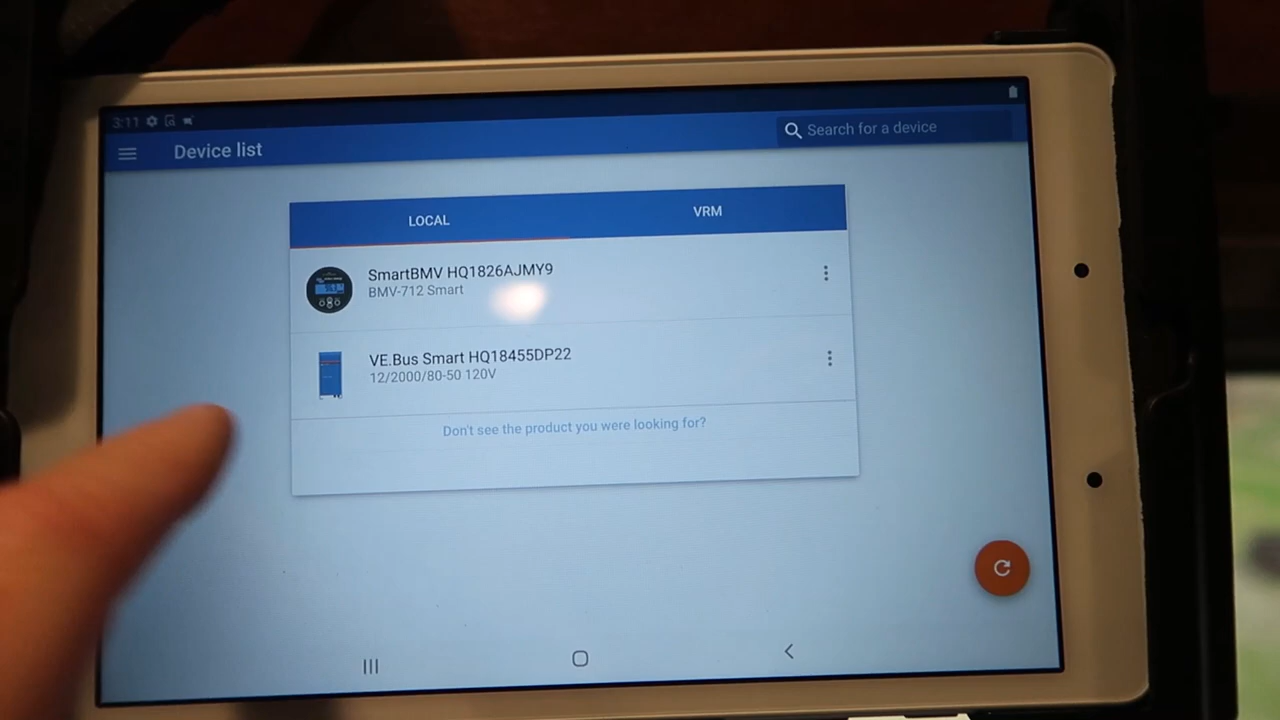 3:11
Device list
Search for a device
LOCAL
VRM
SmartBMV HQ1826AJMY9
BMV-712 Smart
VE.Bus Smart HQ18455DP22
12/2000/80-50 120V
Don't see the product you were looking for?